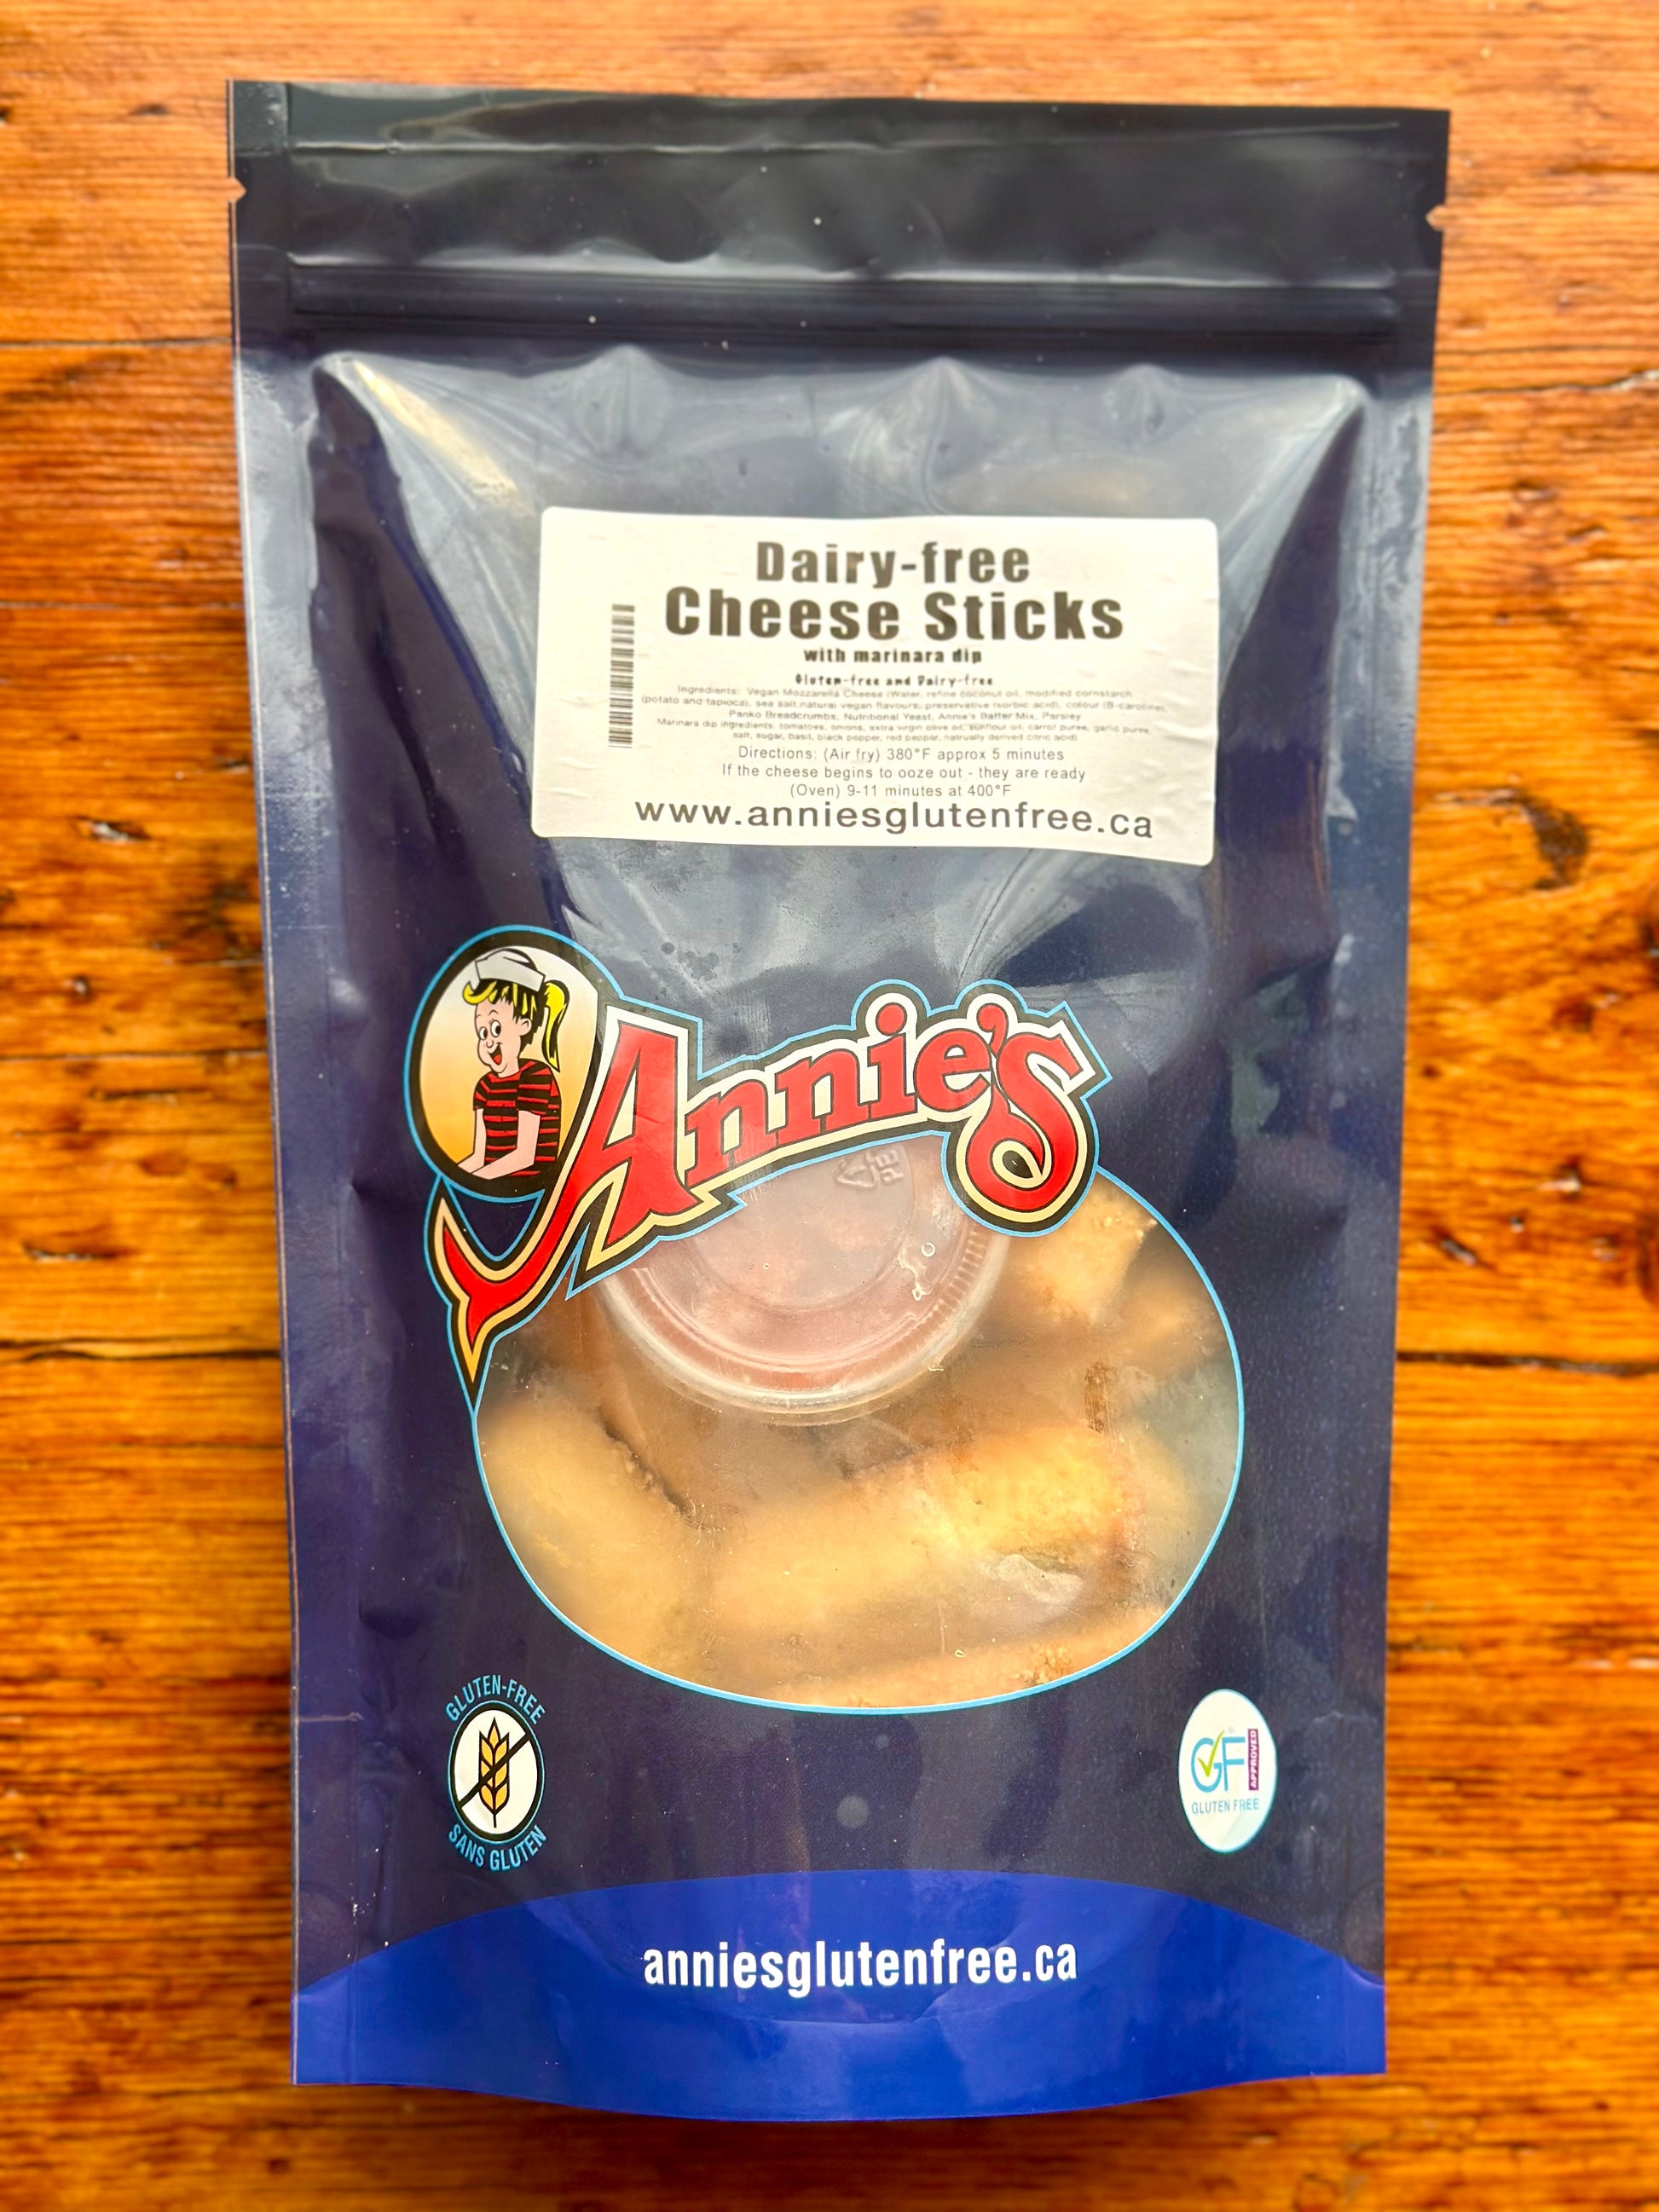 Dairy-free
Cheese Sticks
with marinara dip
Gluten-free and Dairy-free
Ingredients: Vegan Mozzarella Cheese (Water, refine coconut oil, modified cornstarch
(potato and tapioca), sea salt,natural vegan flavours, preservative (sorbic acid), colour (B-carotine),
Panko Breadcrumbs, Nutritional Yeast, Annie's Batter Mix, Parsley
Marinara dip ingredients: tomatoes, onions, extra virgin olive oil, sunflour oil, carrot puree, garlic puree,
salt, sugar, basil, black pepper, red pepper, natrually derived citric acid)
Directions: (Air fry) 380°F approx 5 minutes
If the cheese begins to ooze out - they are ready
(Oven) 9-11 minutes at 400°F
www.anniesglutenfree.ca
Annie's
GLUTEN-FREE
SANS GLUTEN
GF
APPROVED
GLUTEN FREE
anniesglutenfree.ca